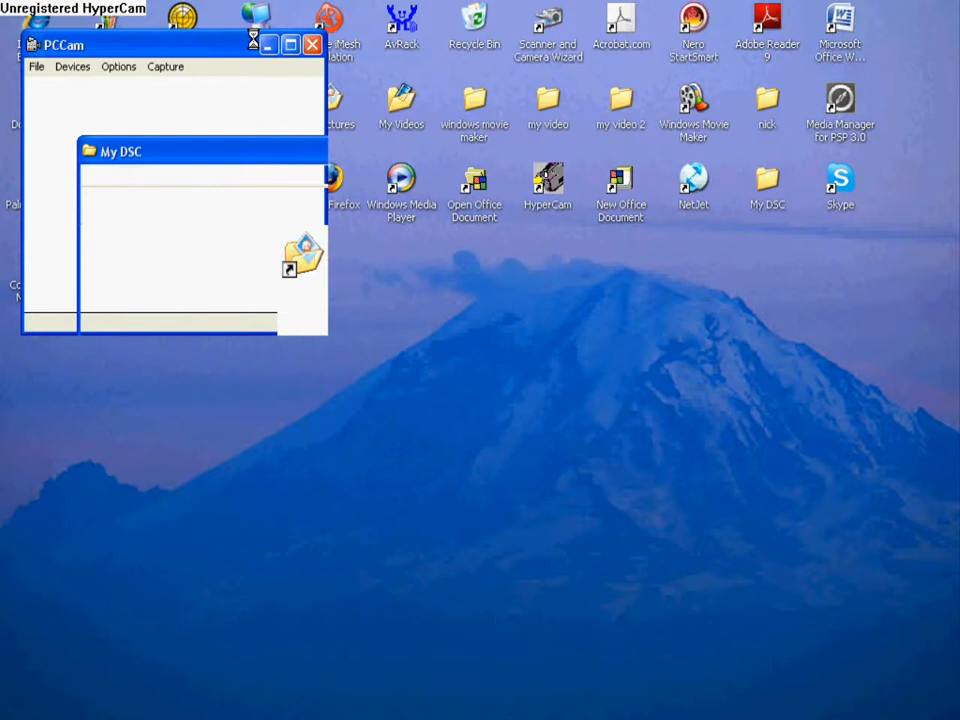 Unregistered HyperCam
PCCam
File Devices Options Capture
My DSC
iMesh
AvRack
Recycle Bin
Scanner and
Camera Wizard
Acrobat.com
Nero
StartSmart
Adobe Reader
9
Microsoft
Office W...
My Videos
windows movie
maker
my video
my video 2
Windows Movie
Maker
nick
Media Manager
for PSP 3.0
Firefox
Windows Media
Player
Open Office
Document
HyperCam
New Office
Document
NetJet
My DSC
Skype